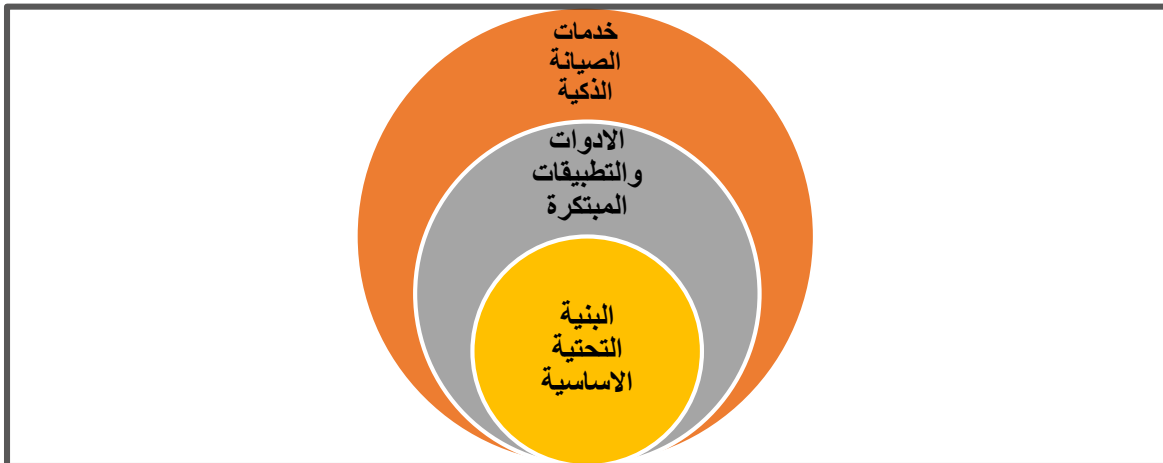 خدمات
الصيانة
الذكية
الادوات
والتطبيقات
المبتكرة
البنية
التحتية
الاساسية